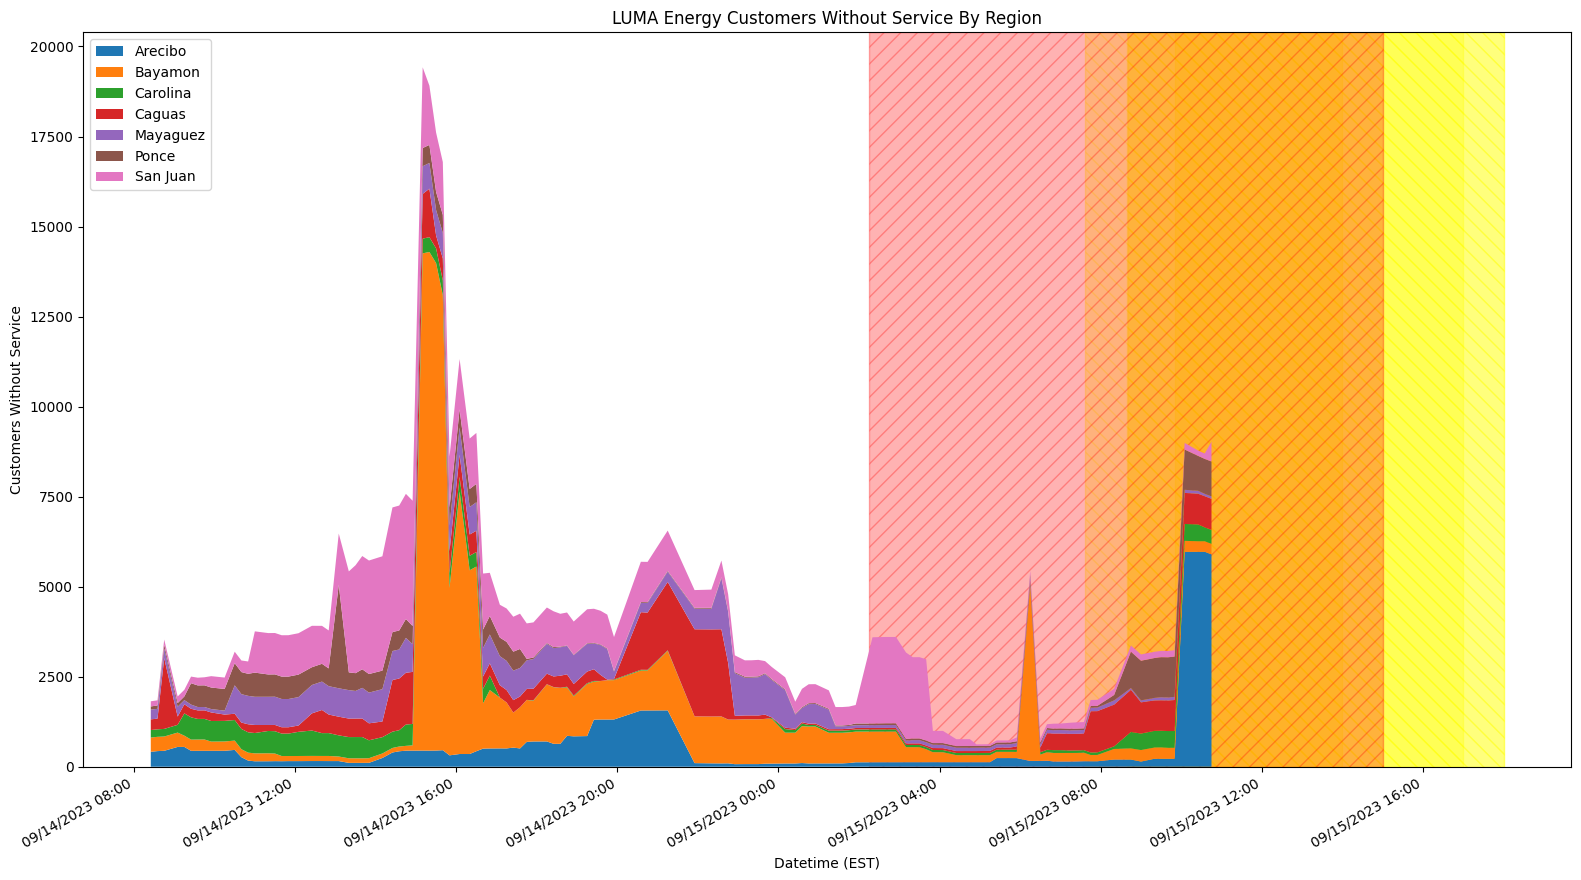 LUMA Energy Customers Without Service By Region
Arecibo
Bayamon
Carolina
Caguas
Mayaguez
Ponce
San Juan
20000
17500
15000
12500
10000
7500
5000
2500
0
Customers Without Service
09/14/2023 08:00
09/14/2023 12:00
09/14/2023 16:00
09/14/2023 20:00
09/15/2023 00:00
09/15/2023 04:00
09/15/2023 08:00
09/15/2023 12:00
09/15/2023 16:00
Datetime (EST)